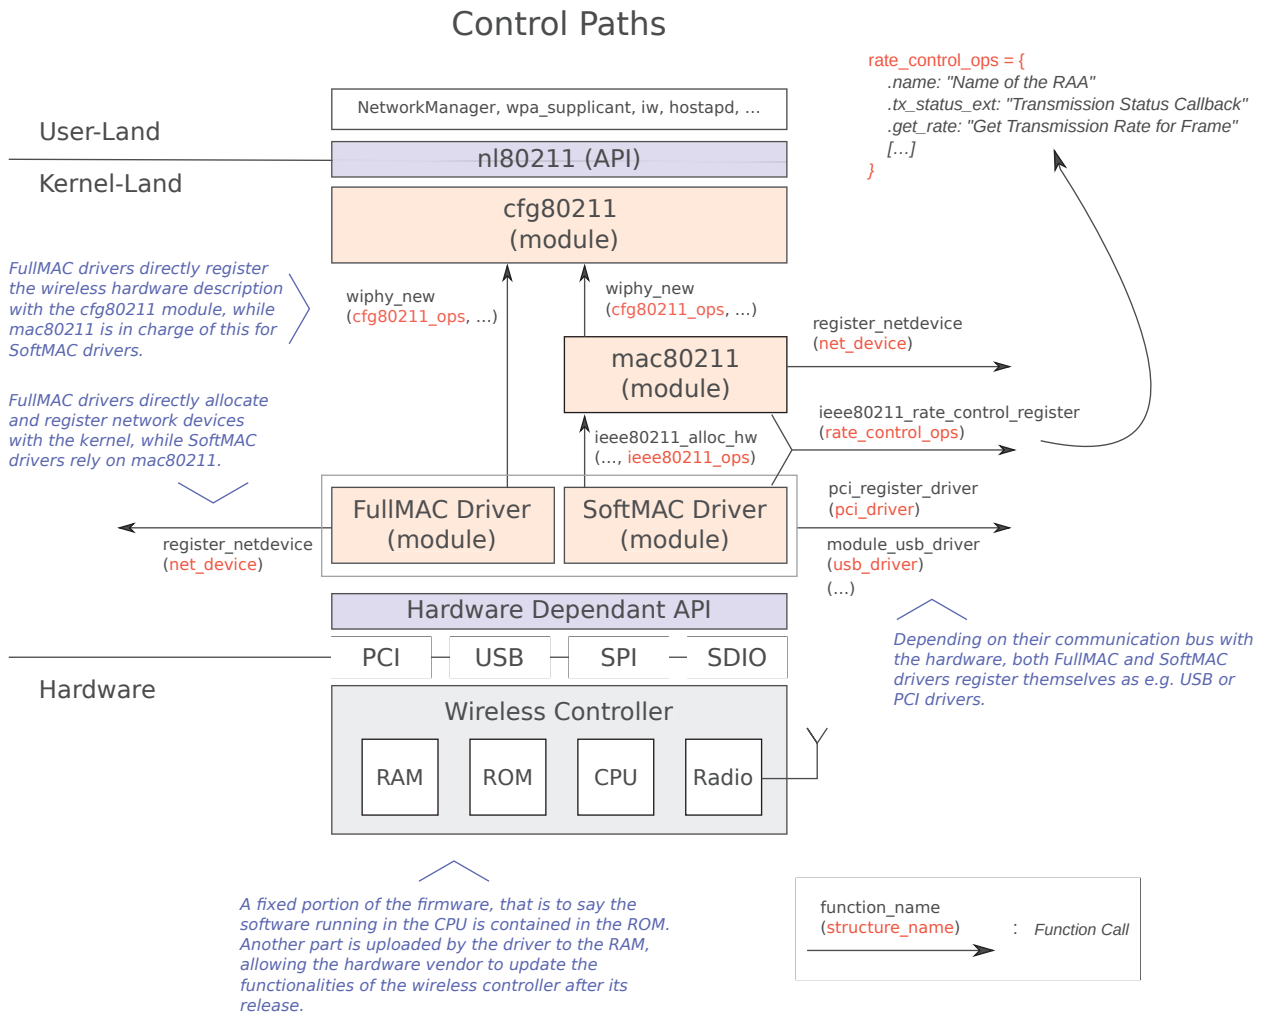 Control Paths
rate_control_ops = {
.name: "Name of the RAA"
.tx_status_ext: "Transmission Status Callback"
.get_rate: "Get Transmission Rate for Frame"
[...]
}
NetworkManager, wpa_supplicant, iw, hostapd, ...
User-Land
nl80211 (API)
Kernel-Land
cfg80211
(module)
FullMAC drivers directly register
the wireless hardware description
with the cfg80211 module, while
mac80211 is in charge of this for
SoftMAC drivers.
wiphy_new
(cfg80211_ops, ...)
wiphy_new
(cfg80211_ops, ...)
register_netdevice
(net_device)
mac80211
(module)
FullMAC drivers directly allocate
and register network devices
with the kernel, while SoftMAC
drivers rely on mac80211.
ieee80211_rate_control_register
(rate_control_ops)
ieee80211_alloc_hw
(..., ieee80211_ops)
FullMAC Driver
(module)
SoftMAC Driver
(module)
pci_register_driver
(pci_driver)
module_usb_driver
(usb_driver)
(...)
register_netdevice
(net_device)
Hardware Dependant API
PCI
USB
SPI
SDIO
Depending on their communication bus with
the hardware, both FullMAC and SoftMAC
drivers register themselves as e.g. USB or
PCI drivers.
Hardware
Wireless Controller
RAM
ROM
CPU
Radio
A fixed portion of the firmware, that is to say the
software running in the CPU is contained in the ROM.
Another part is uploaded by the driver to the RAM,
allowing the hardware vendor to update the
functionalities of the wireless controller after its
release.
function_name
(structure_name)
: Function Call